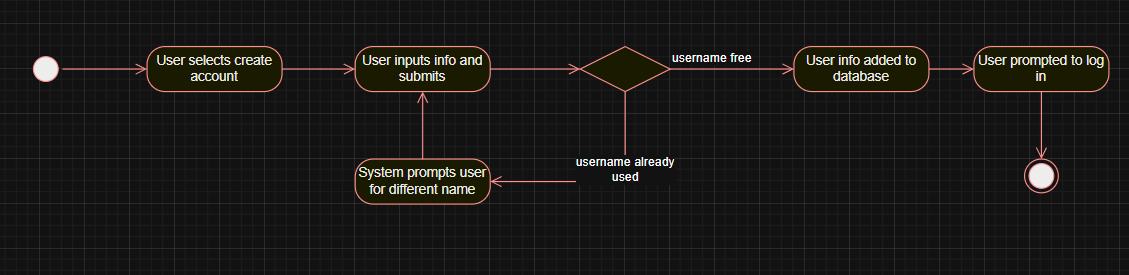 User selects create
account
User inputs info and
submits
username free
User info added to
database
User prompted to log
in
username already
used
System prompts user
for different name